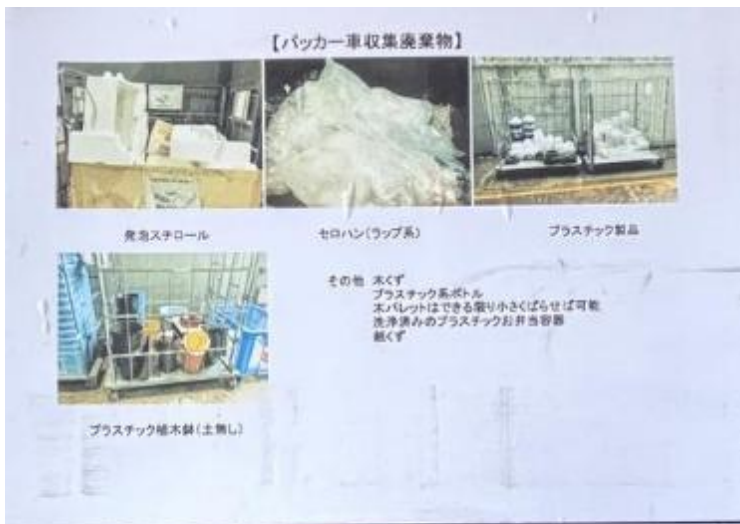 【パッカー車収集廃棄物】
発泡スチロール
セロハン(ラップ系)
プラスチック製品
その他 木くず
プラスチック系ボトル
木パレットはできる限り小さくばらせば可能
洗浄済みのプラスチックお弁当容器
紙くず
プラスチック植木鉢(土無し)